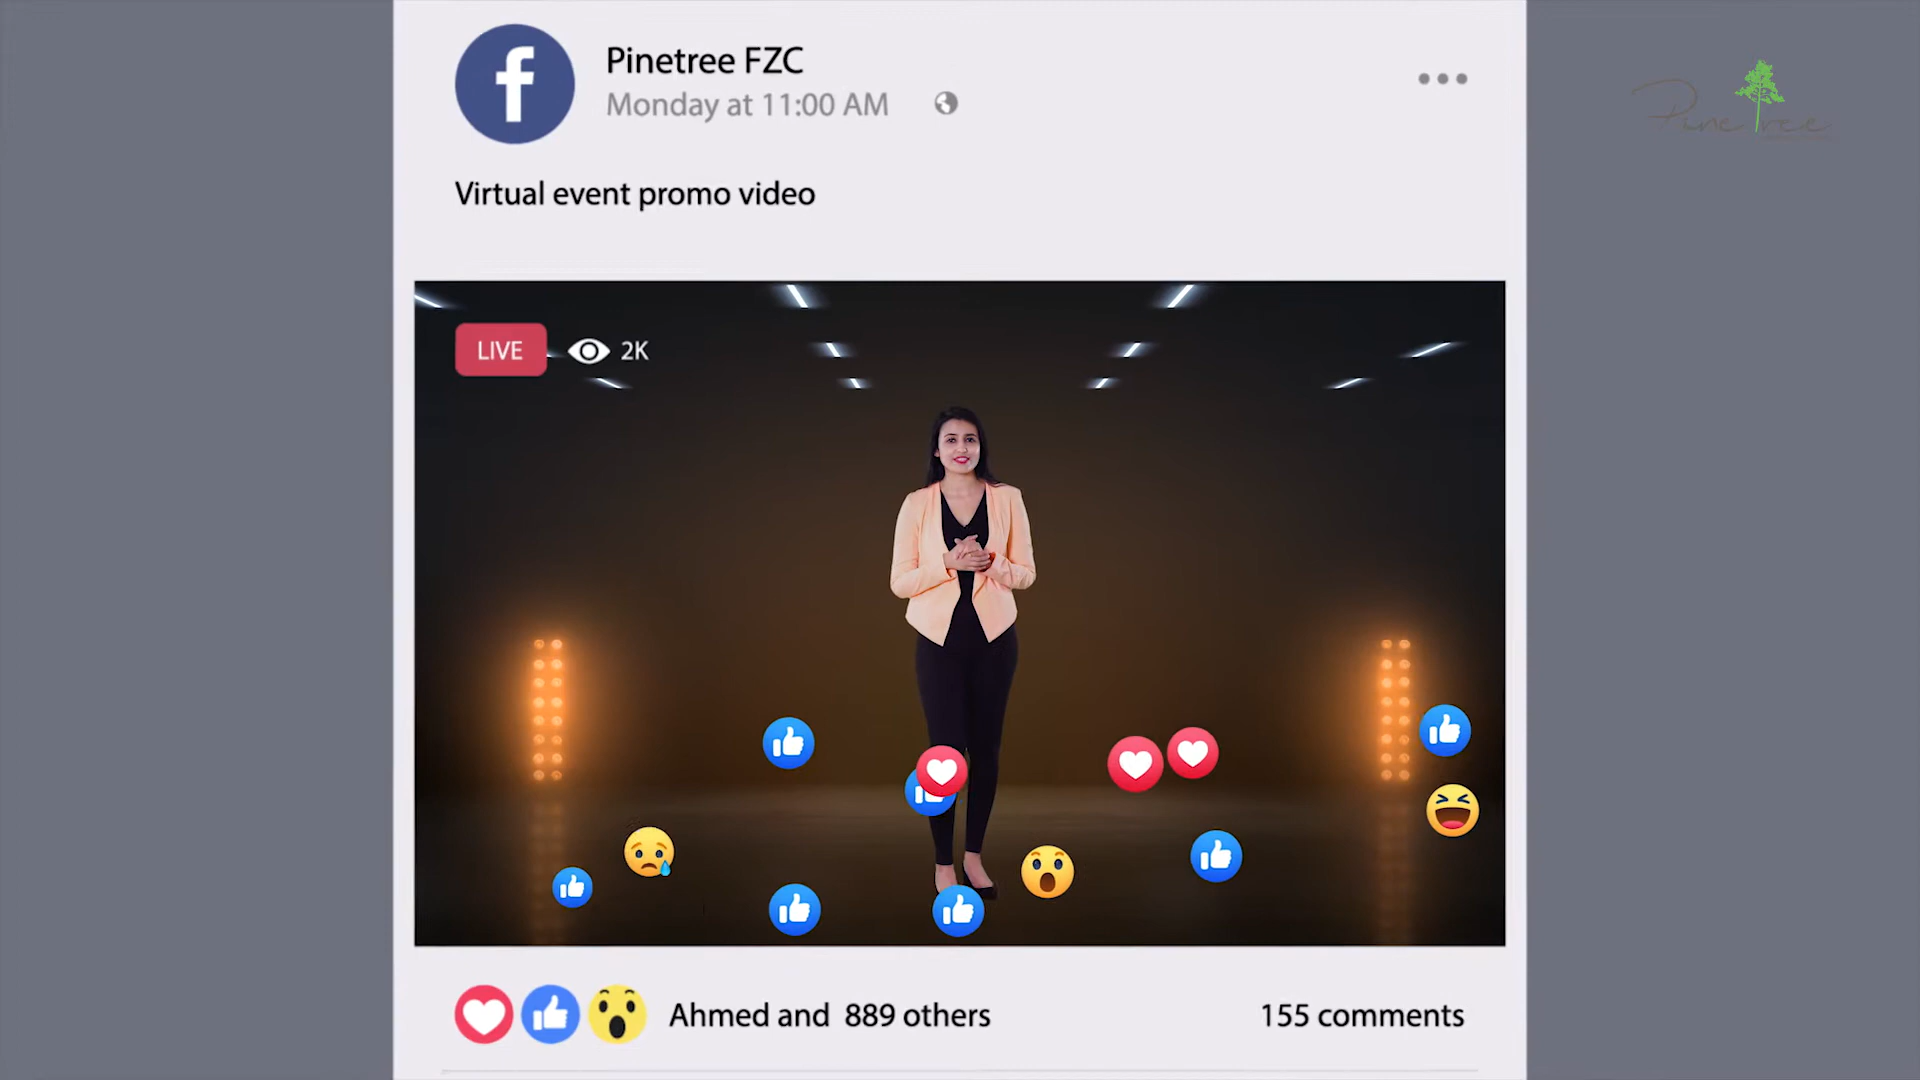 Pinetree FZC
Monday at 11:00 AM
PineTree
Virtual event promo video
LIVE
2K
Ahmed and 889 others
155 comments